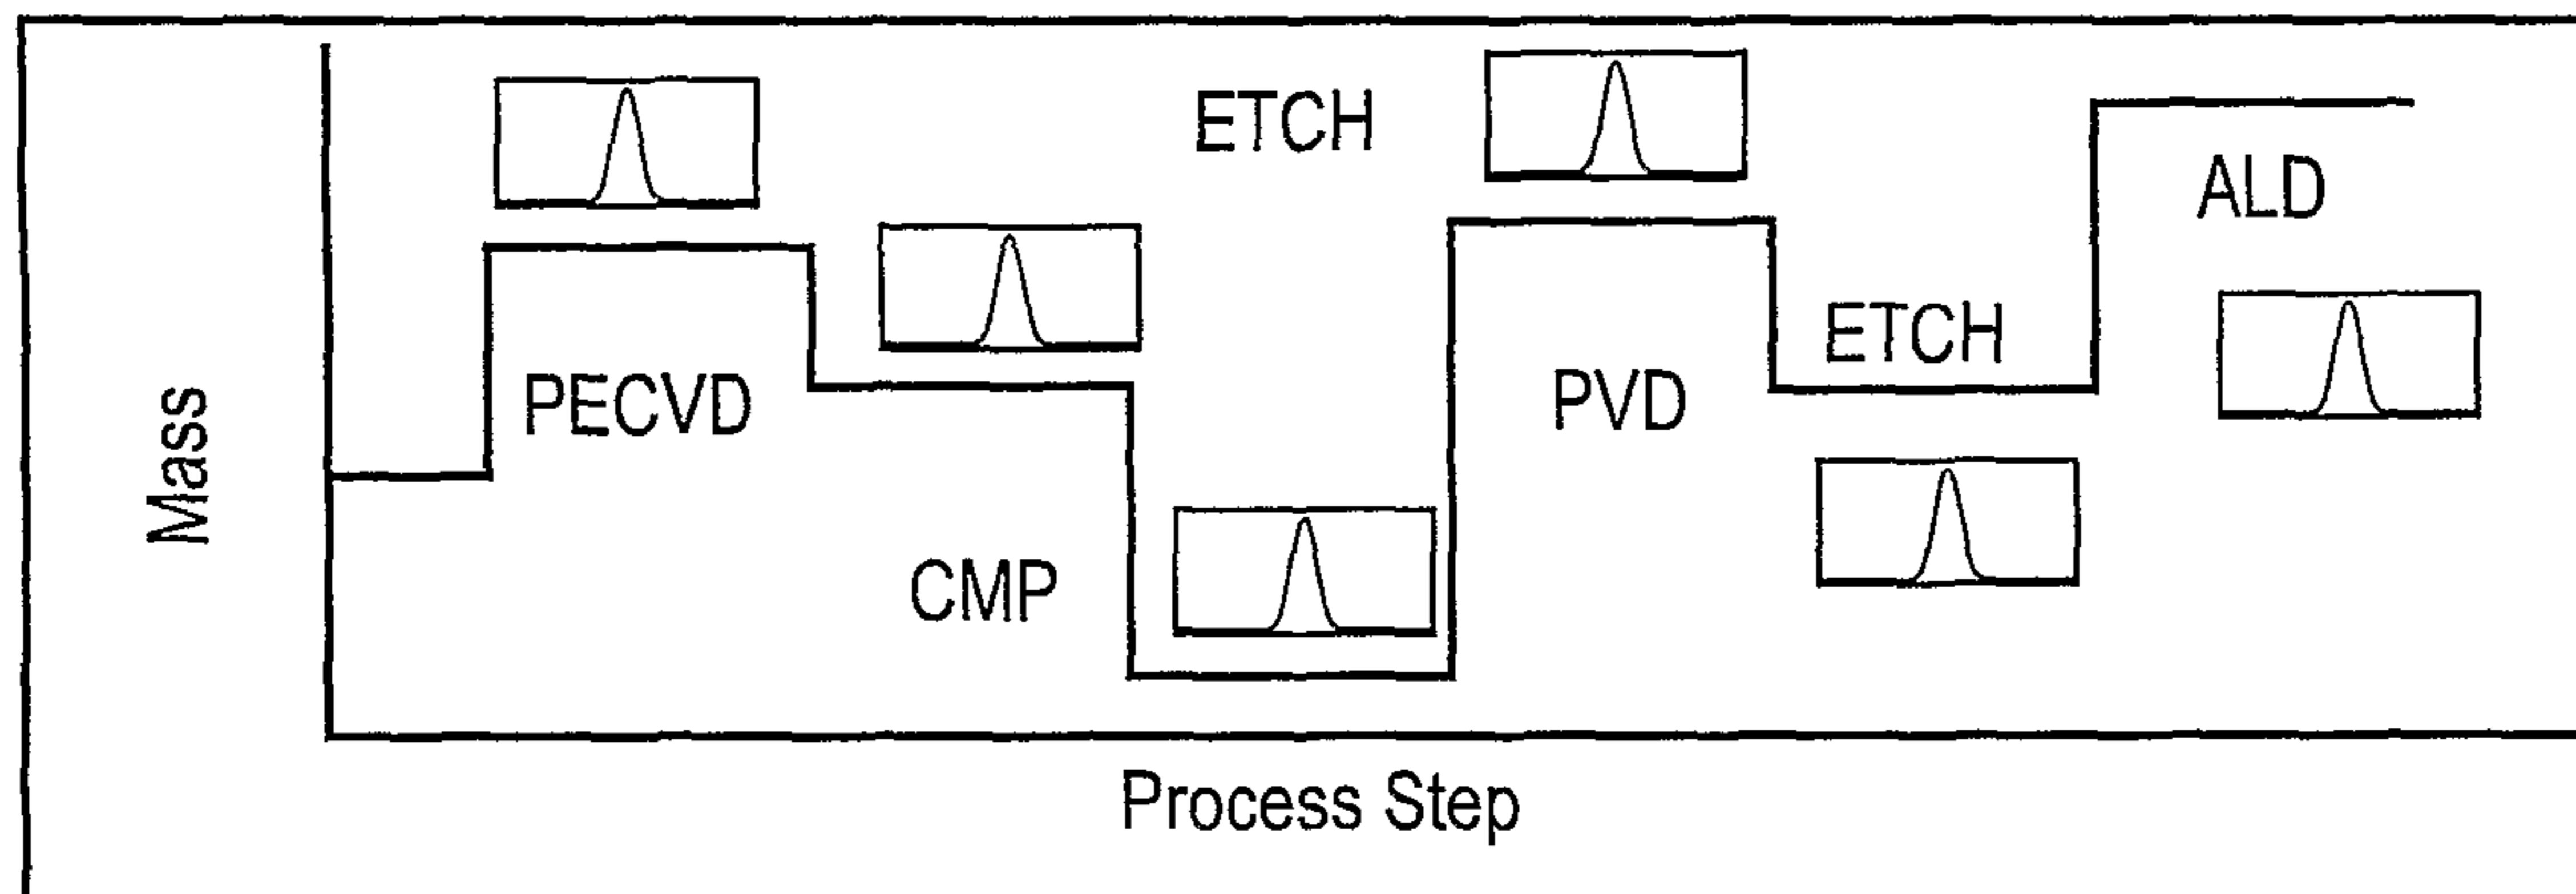 Mass
PECVD
CMP
ETCH
PVD
ETCH
ALD
Process Step